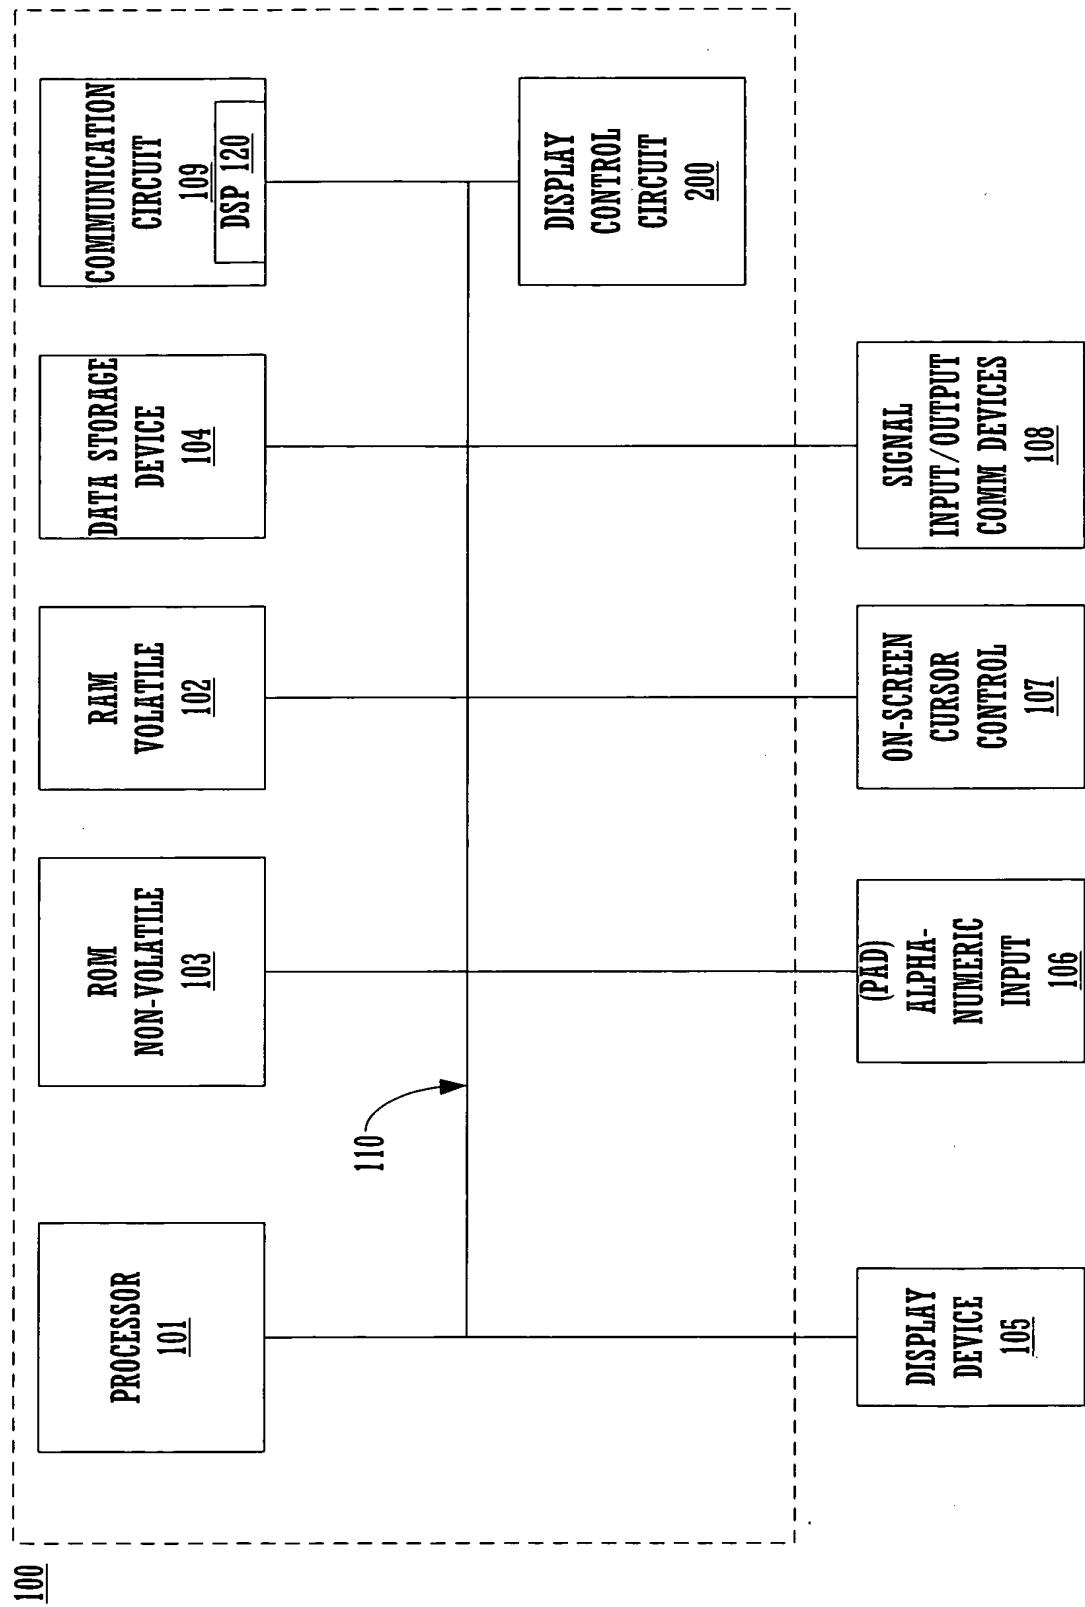 100
PROCESSOR
101
ROM
NON-VOLATILE
103
RAM
VOLATILE
102
DATA STORAGE
DEVICE
104
COMMUNICATION
CIRCUIT
109
DSP 120
110
DISPLAY
CONTROL
CIRCUIT
200
DISPLAY
DEVICE
105
(PAD)
ALPHA-
NUMERIC
INPUT
106
ON-SCREEN
CURSOR
CONTROL
107
SIGNAL
INPUT/OUTPUT
COMM DEVICES
108